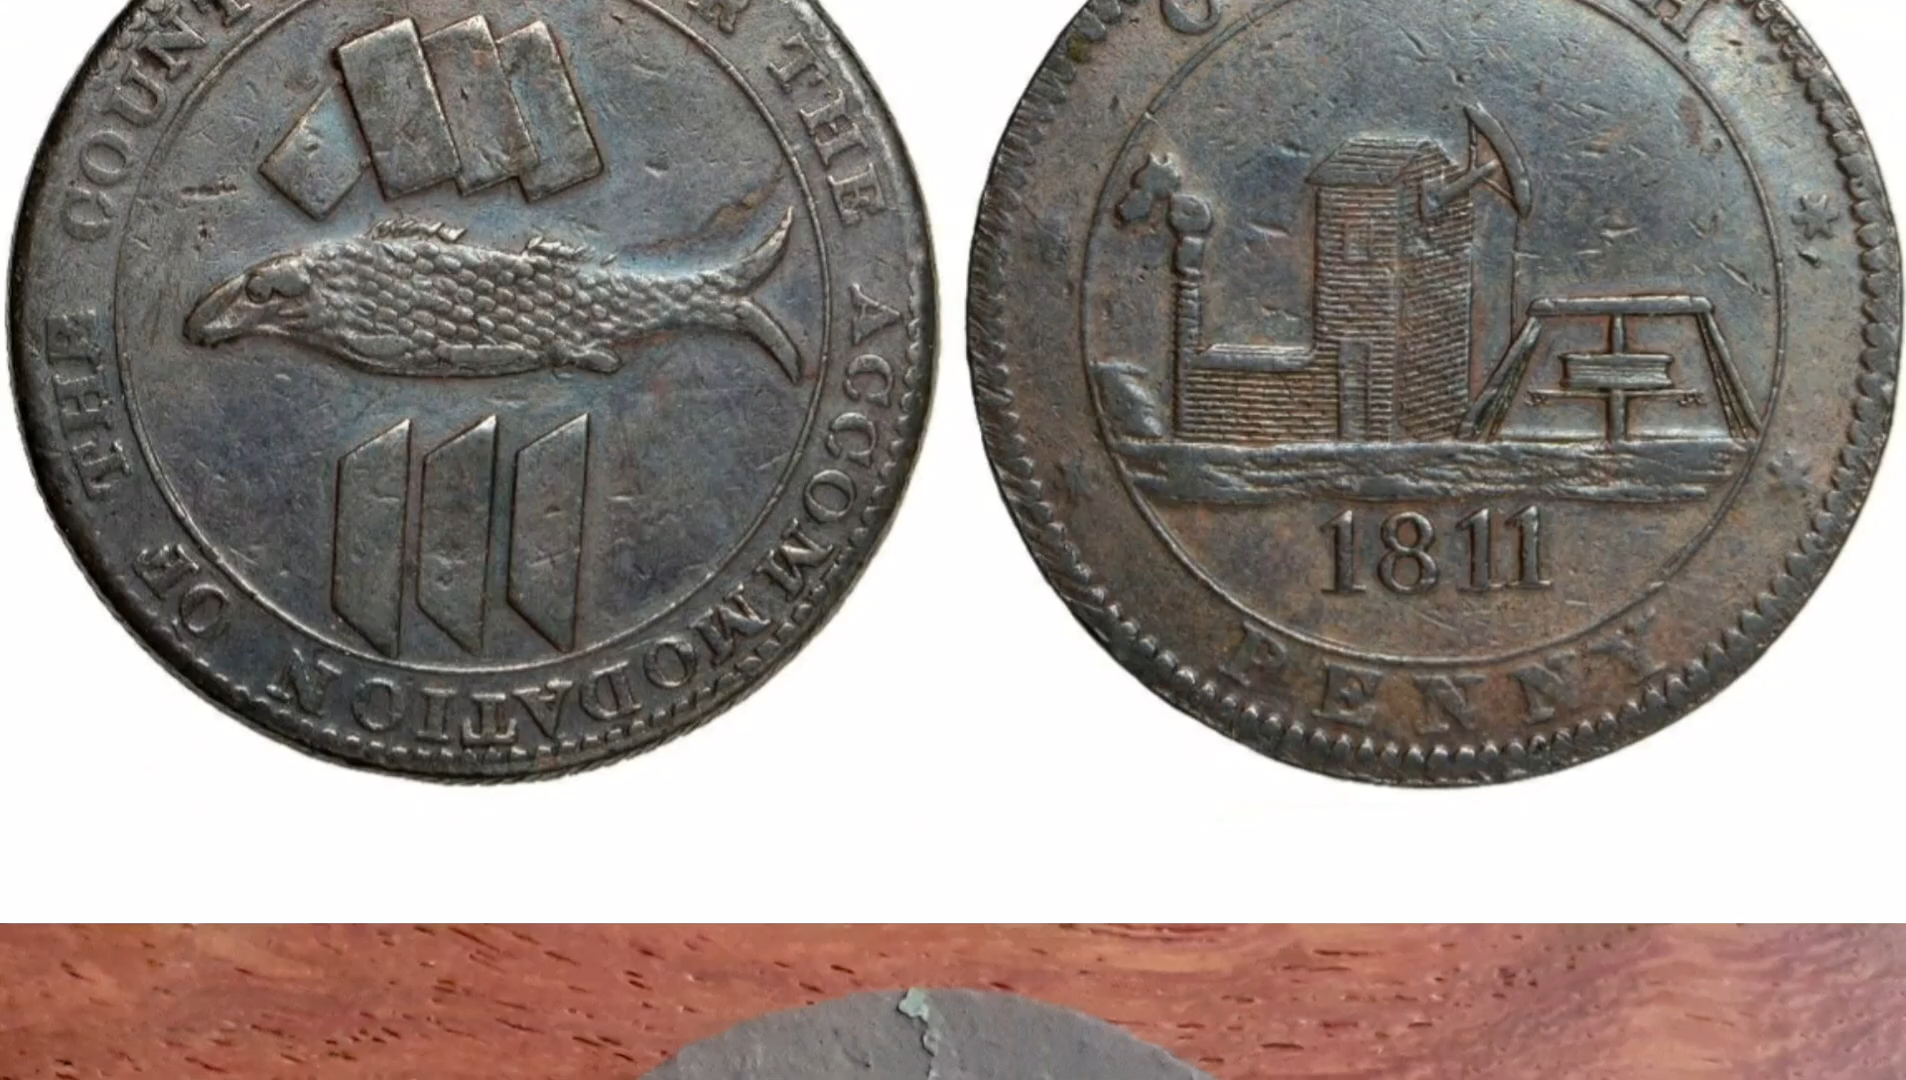 OF THE COUNT
R THE ACCOMMODATION
1811
PENNY